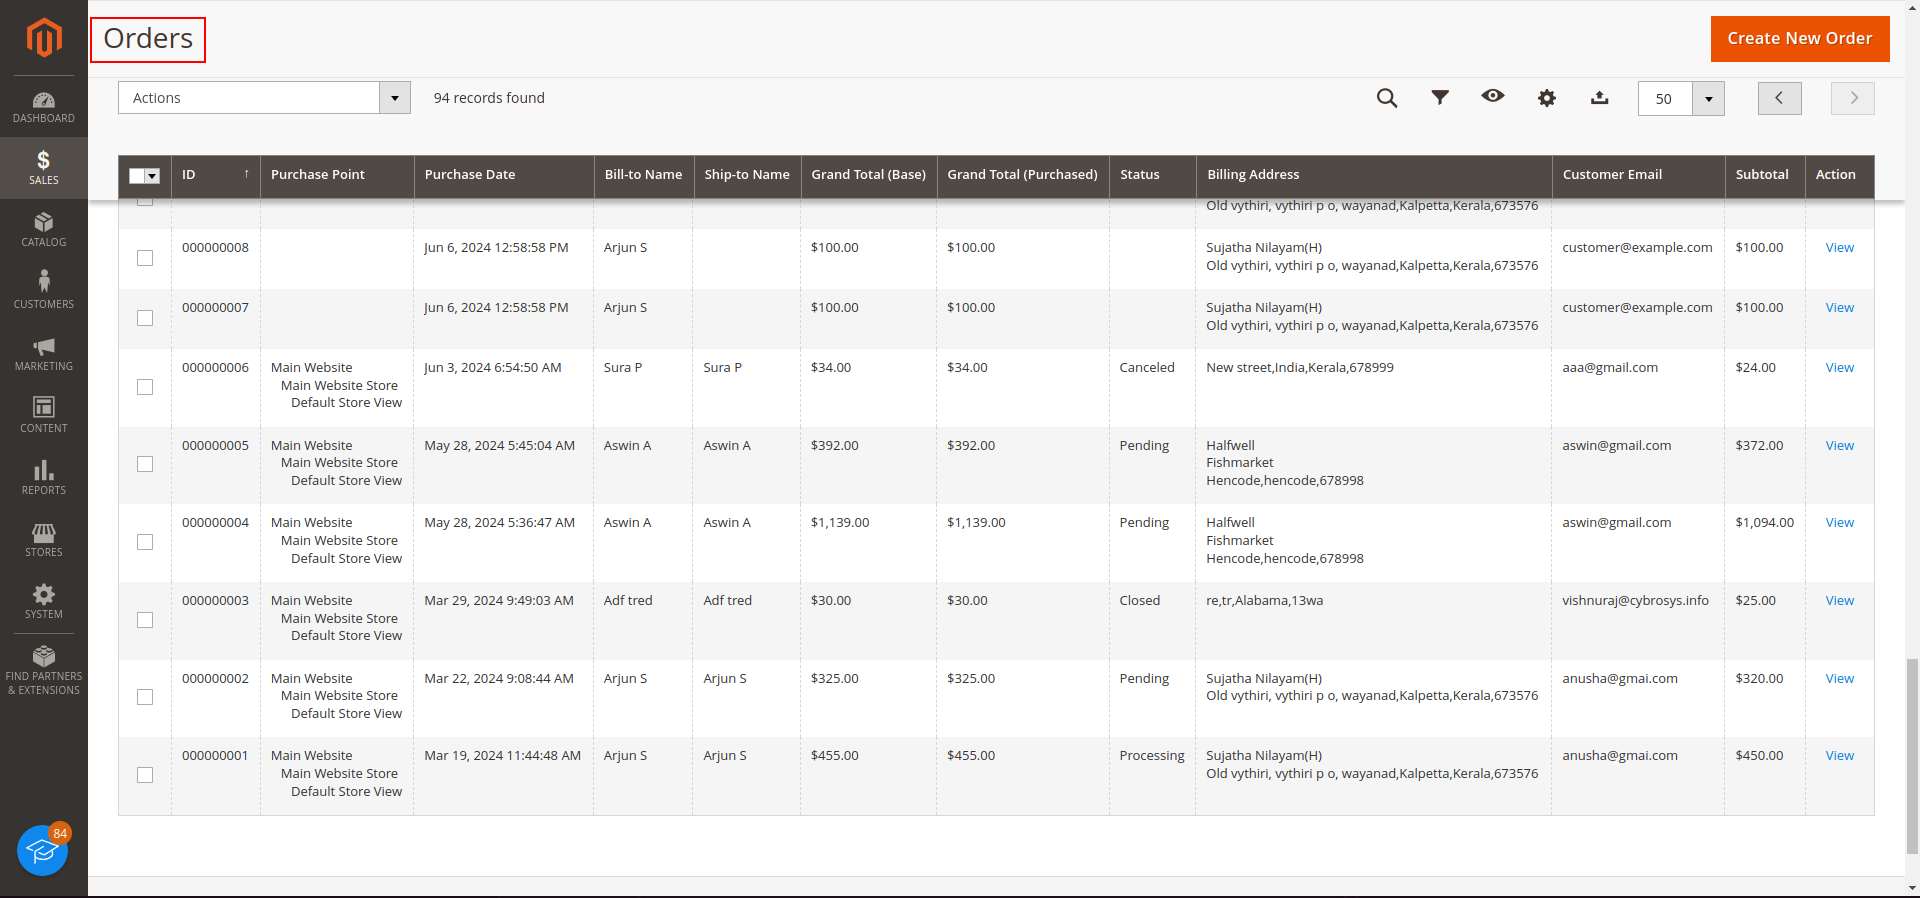 Orders
Create New Order
Actions
94 records found
50
DASHBOARD
SALES
CATALOG
CUSTOMERS
MARKETING
CONTENT
REPORTS
STORES
SYSTEM
FIND PARTNERS
& EXTENSIONS
84
ID ↑ Purchase Point Purchase Date Bill-to Name Ship-to Name Grand Total (Base) Grand Total (Purchased) Status Billing Address Customer Email Subtotal Action
Old vythiri, vythiri p o, wayanad,Kalpetta,Kerala,673576
000000008 Jun 6, 2024 12:58:58 PM Arjun S $100.00 $100.00 Sujatha Nilayam(H) customer@example.com $100.00 View
Old vythiri, vythiri p o, wayanad,Kalpetta,Kerala,673576
000000007 Jun 6, 2024 12:58:58 PM Arjun S $100.00 $100.00 Sujatha Nilayam(H) customer@example.com $100.00 View
Old vythiri, vythiri p o, wayanad,Kalpetta,Kerala,673576
000000006 Main Website Jun 3, 2024 6:54:50 AM Sura P Sura P $34.00 $34.00 Canceled New street,India,Kerala,678999 aaa@gmail.com $24.00 View
Main Website Store
Default Store View
000000005 Main Website May 28, 2024 5:45:04 AM Aswin A Aswin A $392.00 $392.00 Pending Halfwell aswin@gmail.com $372.00 View
Main Website Store Fishmarket
Default Store View Hencode,hencode,678998
000000004 Main Website May 28, 2024 5:36:47 AM Aswin A Aswin A $1,139.00 $1,139.00 Pending Halfwell aswin@gmail.com $1,094.00 View
Main Website Store Fishmarket
Default Store View Hencode,hencode,678998
000000003 Main Website Mar 29, 2024 9:49:03 AM Adf tred Adf tred $30.00 $30.00 Closed re,tr,Alabama,13wa vishnuraj@cybrosys.info $25.00 View
Main Website Store
Default Store View
000000002 Main Website Mar 22, 2024 9:08:44 AM Arjun S Arjun S $325.00 $325.00 Pending Sujatha Nilayam(H) anusha@gmai.com $320.00 View
Main Website Store Old vythiri, vythiri p o, wayanad,Kalpetta,Kerala,673576
Default Store View
000000001 Main Website Mar 19, 2024 11:44:48 AM Arjun S Arjun S $455.00 $455.00 Processing Sujatha Nilayam(H) anusha@gmai.com $450.00 View
Main Website Store Old vythiri, vythiri p o, wayanad,Kalpetta,Kerala,673576
Default Store View